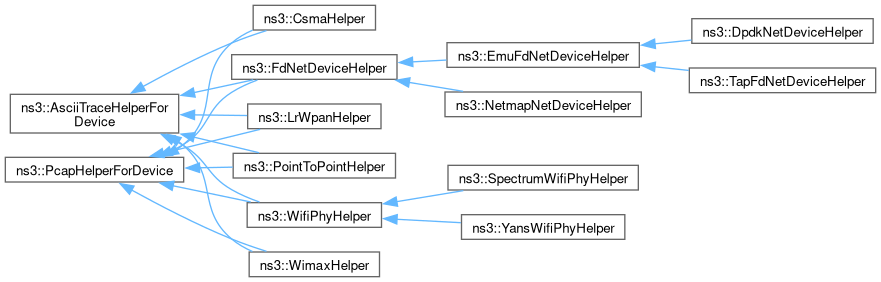 ns3::CsmaHelper
ns3::DpdkNetDeviceHelper
ns3::EmuFdNetDeviceHelper
ns3::FdNetDeviceHelper
ns3::TapFdNetDeviceHelper
ns3::NetmapNetDeviceHelper
ns3::AsciiTraceHelperFor
Device
ns3::LrWpanHelper
ns3::PointToPointHelper
ns3::PcapHelperForDevice
ns3::SpectrumWifiPhyHelper
ns3::WifiPhyHelper
ns3::YansWifiPhyHelper
ns3::WimaxHelper